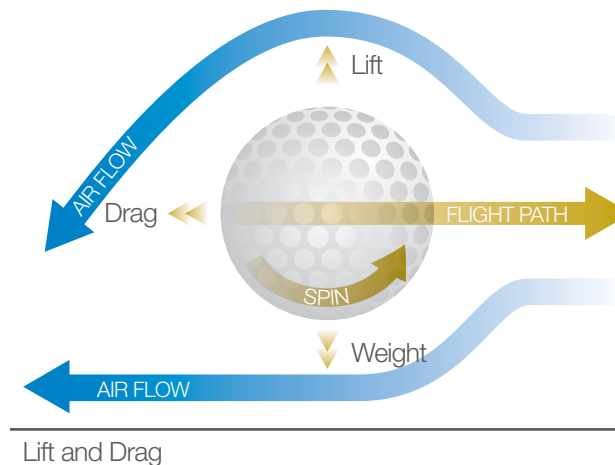 Lift
AIR FLOW
Drag
FLIGHT PATH
SPIN
Weight
AIR FLOW
Lift and Drag